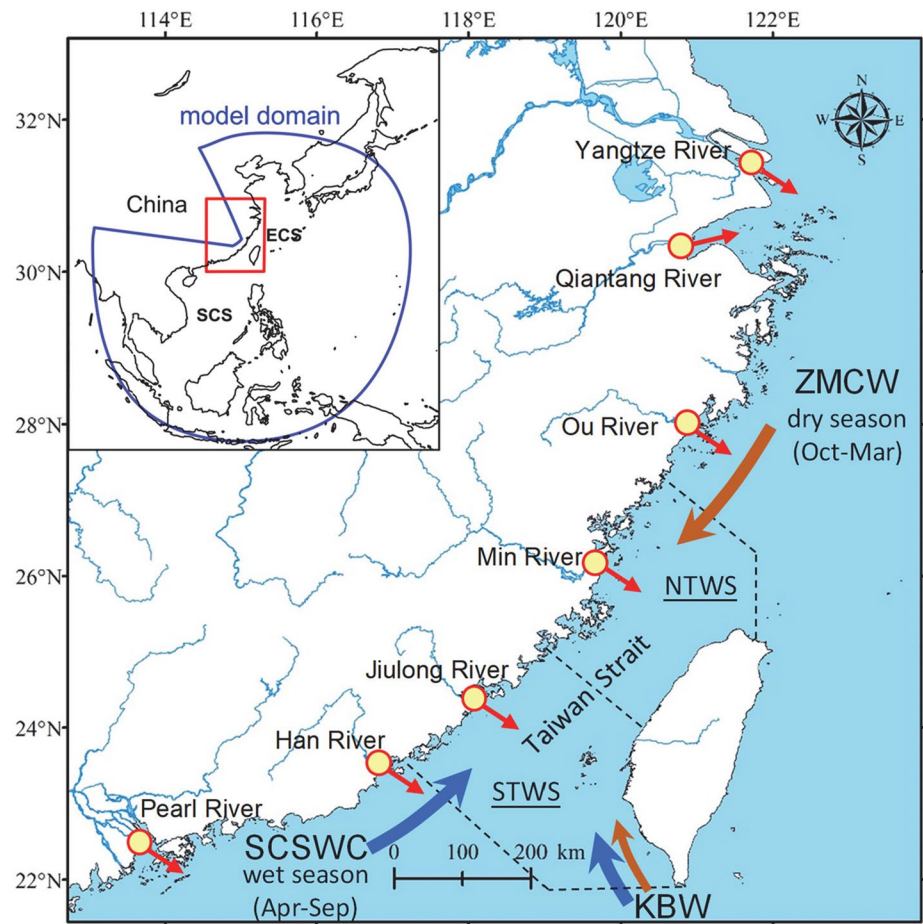 114°E 116°E 118°E 120°E 122°E
32°N
30°N
28°N
26°N
24°N
22°N
model domain
China
ECS
SCS
N
W E
S
Yangtze River
Qiantang River
ZMCW
dry season
(Oct-Mar)
Ou River
Min River
NTWS
Jiulong River
Taiwan Strait
Han River
STWS
Pearl River
SCSWC
wet season
(Apr-Sep)
0 100 200 km
KBW